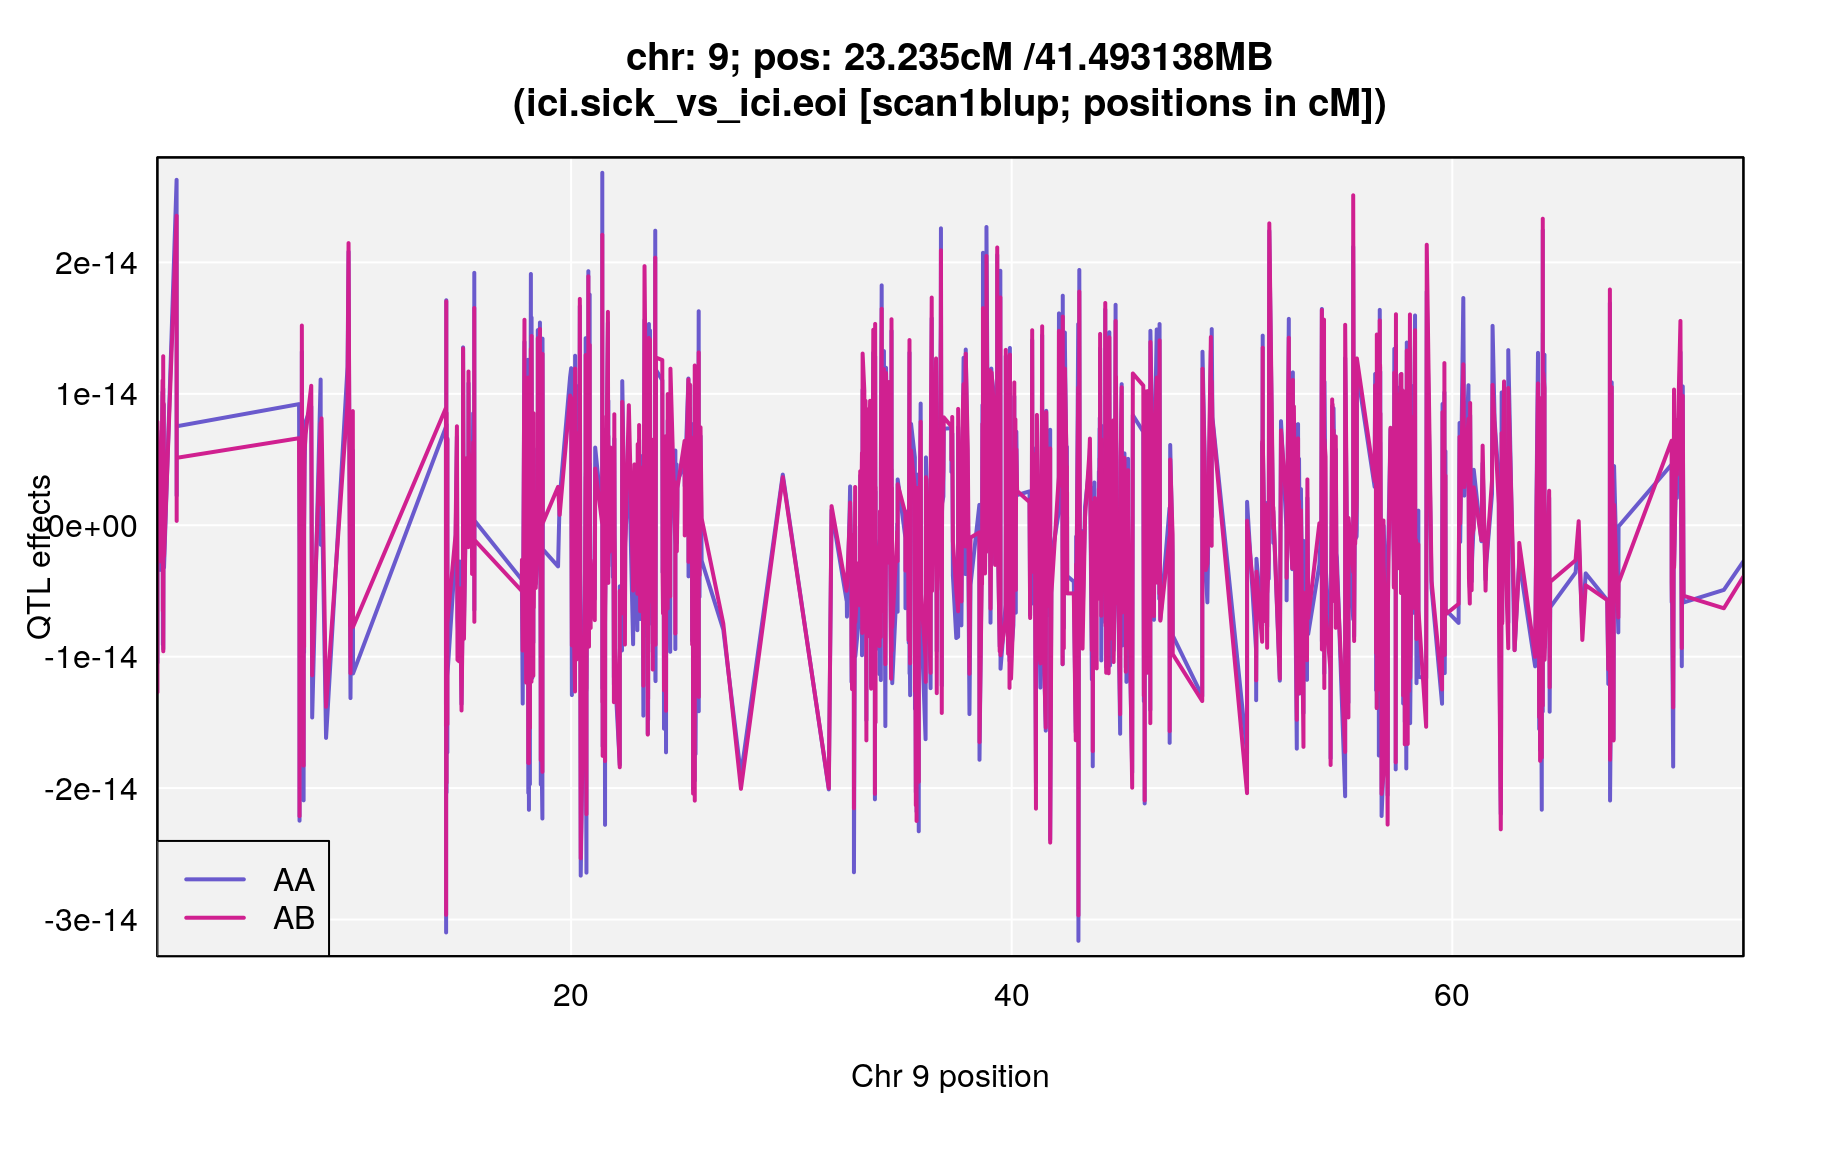 chr: 9; pos: 23.235cM /41.493138MB
(ici.sick_vs_ici.eoi [scan1blup; positions in cM])
QTL effects
2e-14
1e-14
0e+00
-1e-14
-2e-14
-3e-14
AA
AB
20
40
60
Chr 9 position